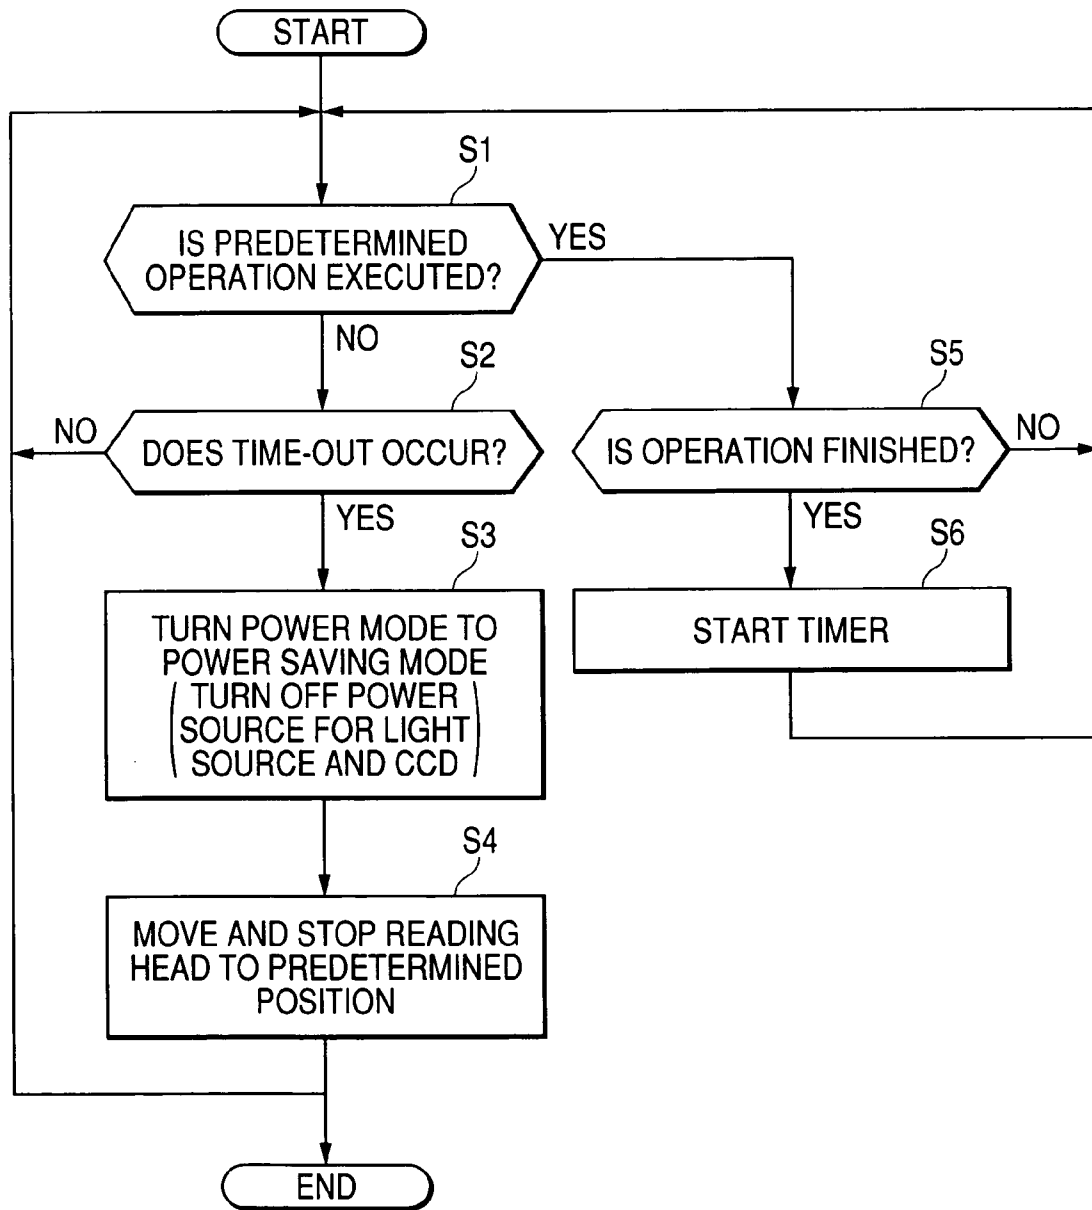 START
S1
IS PREDETERMINED
OPERATION EXECUTED?
YES
NO
S2
DOES TIME-OUT OCCUR?
NO
YES
S5
IS OPERATION FINISHED?
NO
YES
S3
TURN POWER MODE TO
POWER SAVING MODE
(TURN OFF POWER
SOURCE FOR LIGHT
SOURCE AND CCD)
S6
START TIMER
S4
MOVE AND STOP READING
HEAD TO PREDETERMINED
POSITION
END